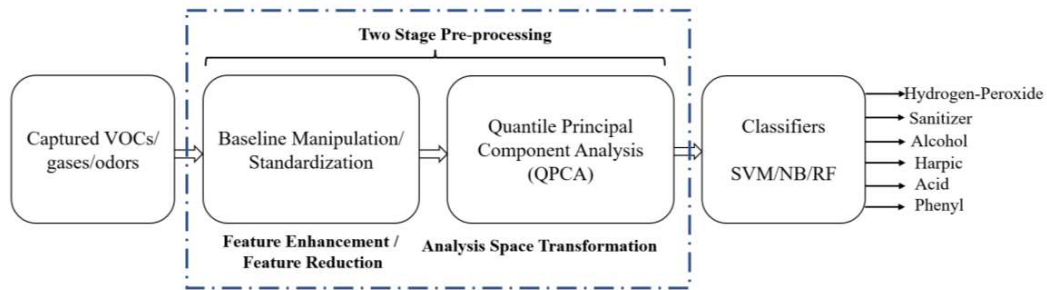 Two Stage Pre-processing
Captured VOCs/
gases/odors
Baseline Manipulation/
Standardization
Quantile Principal
Component Analysis
(QPCA)
Classifiers
SVM/NB/RF
Hydrogen-Peroxide
Sanitizer
Alcohol
Harpic
Acid
Phenyl
Feature Enhancement /
Feature Reduction
Analysis Space Transformation